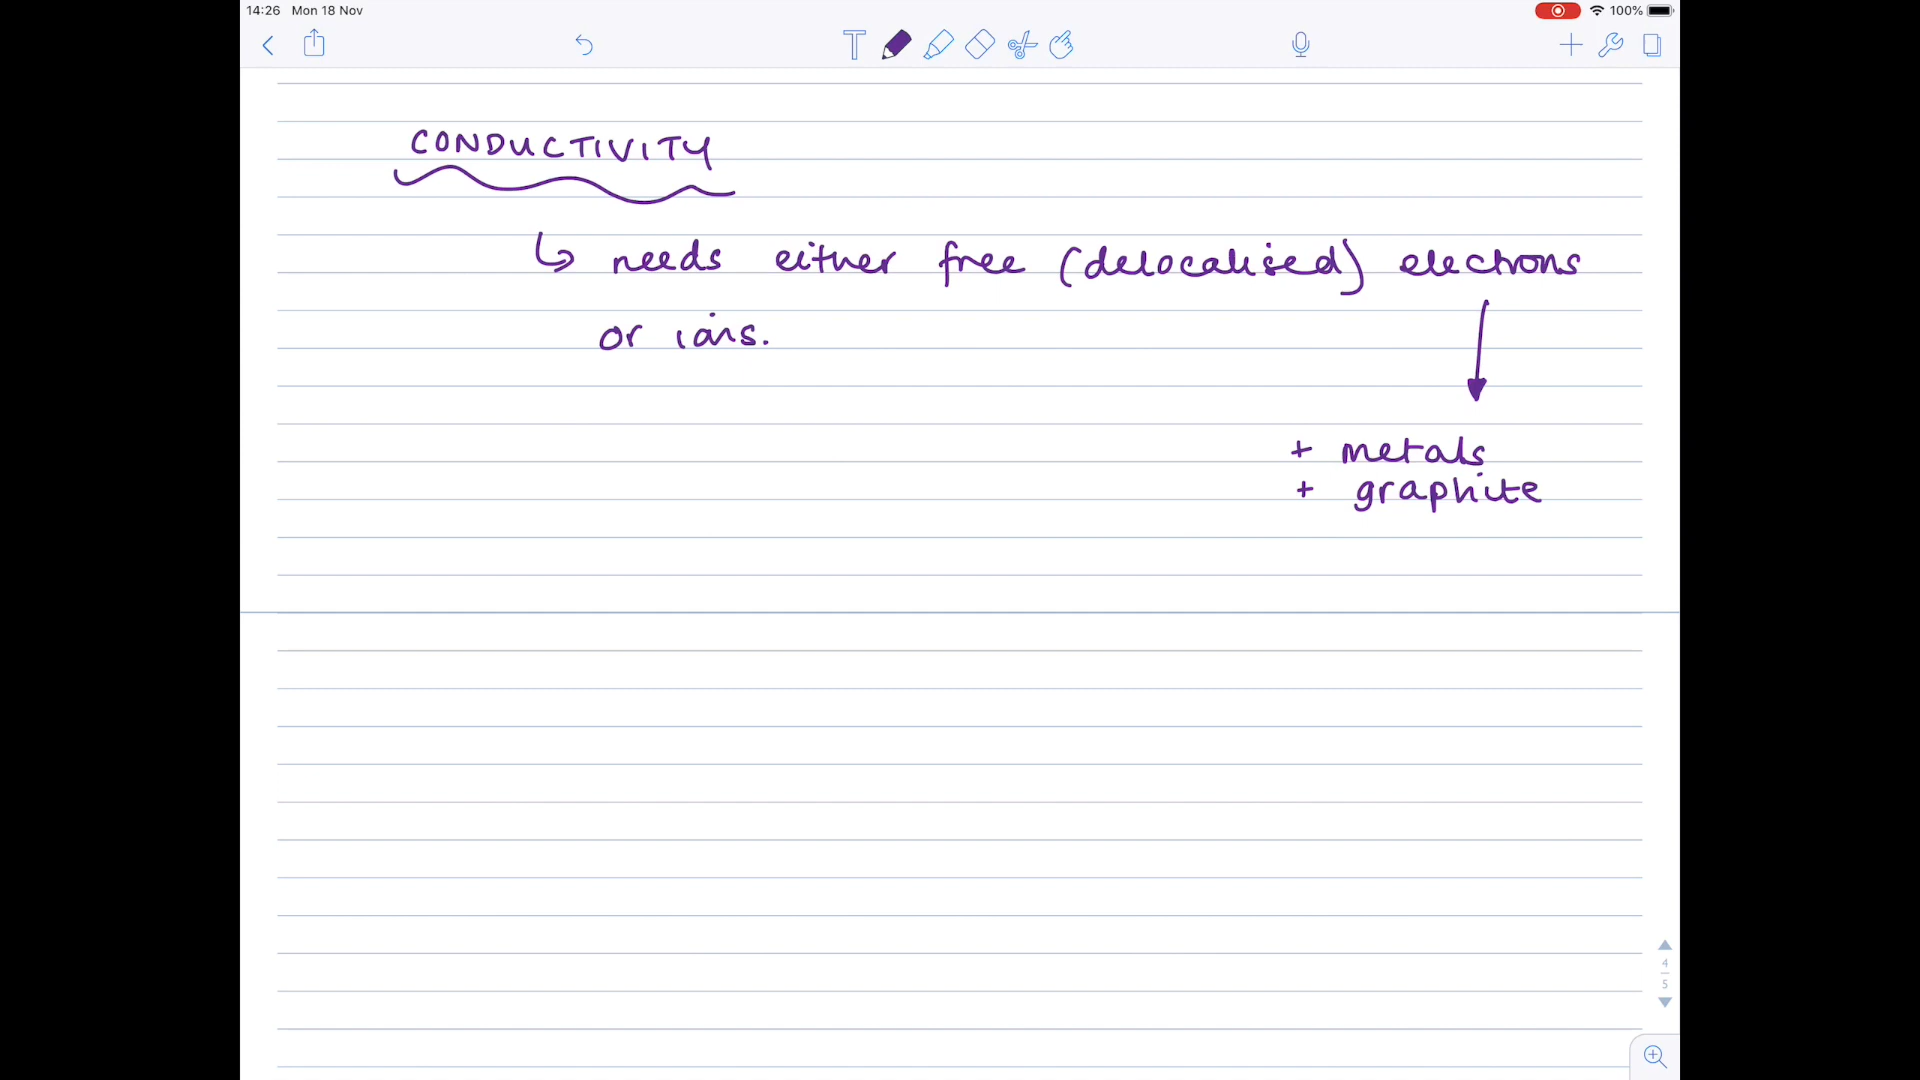 14:26 Mon 18 Nov
100%
T
CONDUCTIVITY
↳ needs either free (delocalised) electrons
or ions.
+ metals
+ graphite
4
5